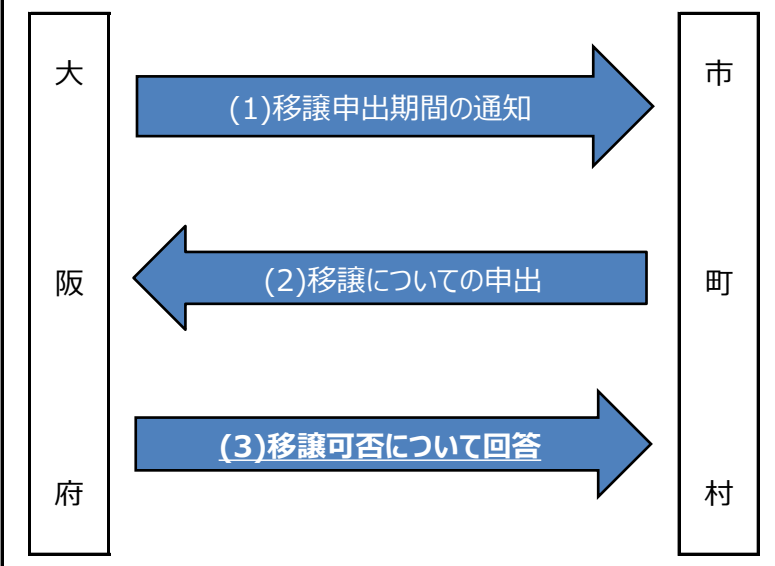 大阪府
(1)移譲申出期間の通知
(2)移譲についての申出
(3)移譲可否について回答
市町村